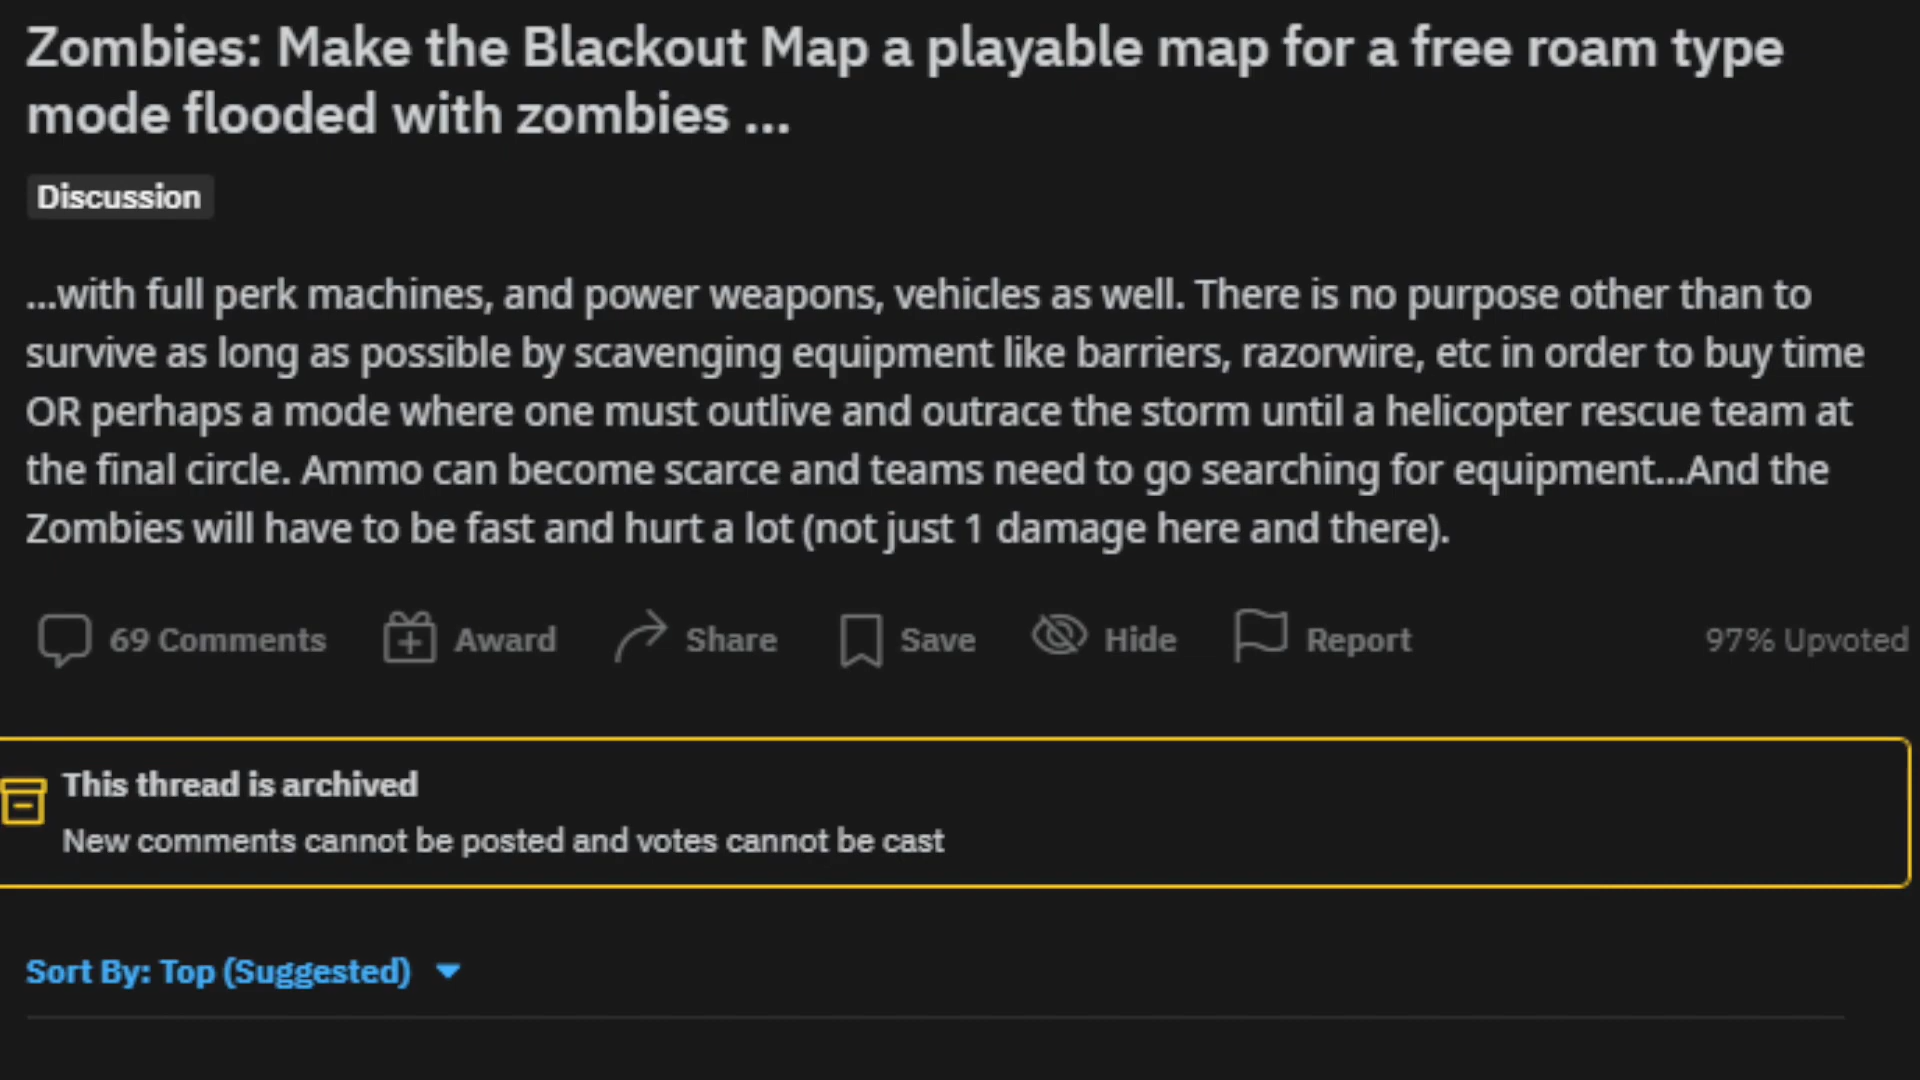 Zombies: Make the Blackout Map a playable map for a free roam type
mode flooded with zombies ...
Discussion
...with full perk machines, and power weapons, vehicles as well. There is no purpose other than to
survive as long as possible by scavenging equipment like barriers, razorwire, etc in order to buy time
OR perhaps a mode where one must outlive and outrace the storm until a helicopter rescue team at
the final circle. Ammo can become scarce and teams need to go searching for equipment...And the
Zombies will have to be fast and hurt a lot (not just 1 damage here and there).
69 Comments Award Share Save Hide Report 97% Upvoted
This thread is archived
New comments cannot be posted and votes cannot be cast
Sort By: Top (Suggested)